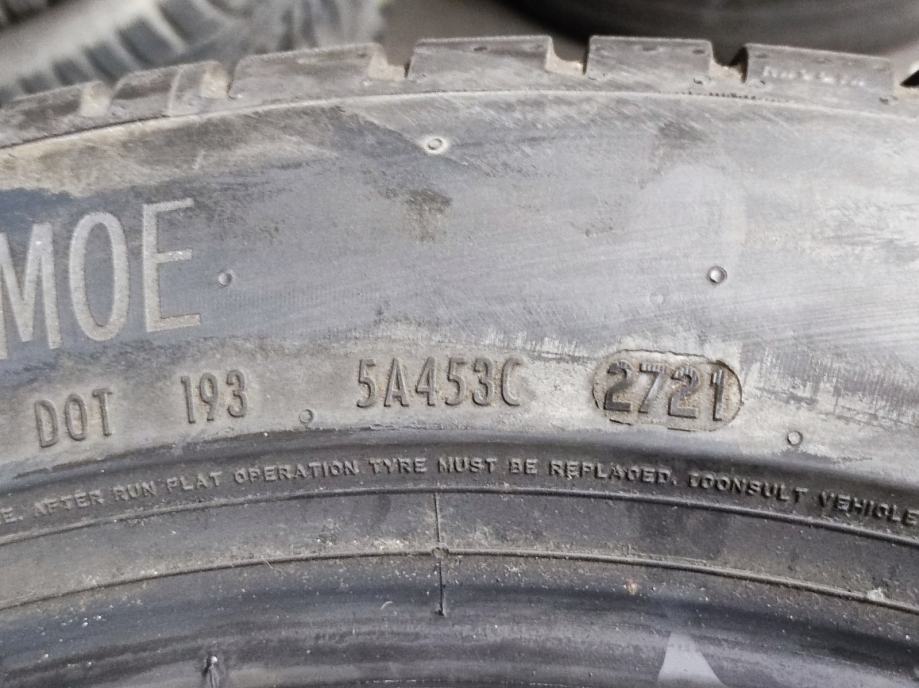 MOE
DOT 193 5A453C 2721
E. AFTER RUN FLAT OPERATION TYRE MUST BE REPLACED. (CONSULT VEHICLE